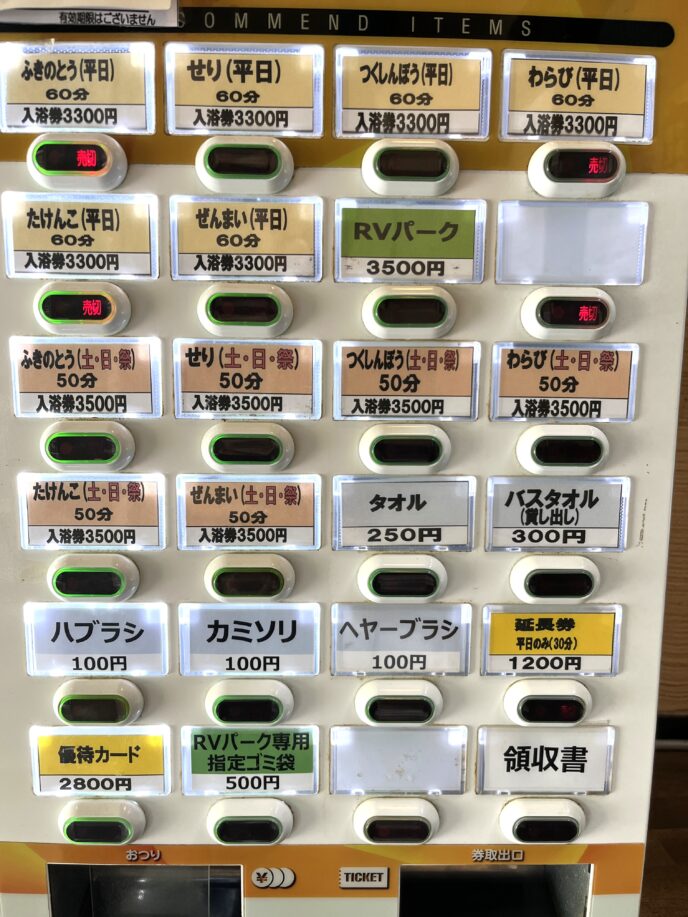 有効期限はございません
COMMEND ITEMS
ふきのとう(平日)
60分
入浴券3300円
せり(平日)
60分
入浴券3300円
つくしんぼう(平日)
60分
入浴券3300円
わらび(平日)
60分
入浴券3300円
売切
売切
たけんこ(平日)
60分
入浴券3300円
ぜんまい(平日)
60分
入浴券3300円
RVパーク
3500円
売切
売切
ふきのとう(土・日・祭)
50分
入浴券3500円
せり(土・日・祭)
50分
入浴券3500円
つくしんぼう(土・日・祭)
50分
入浴券3500円
わらび(土・日・祭)
50分
入浴券3500円
たけんこ(土・日・祭)
50分
入浴券3500円
ぜんまい(土・日・祭)
50分
入浴券3500円
タオル
250円
バスタオル
(貸し出し)
300円
ハブラシ
100円
カミソリ
100円
ヘヤーブラシ
100円
延長券
平日のみ(30分)
1200円
優待カード
2800円
RVパーク専用
指定ゴミ袋
500円
領収書
おつり
¥
TICKET
券取出口